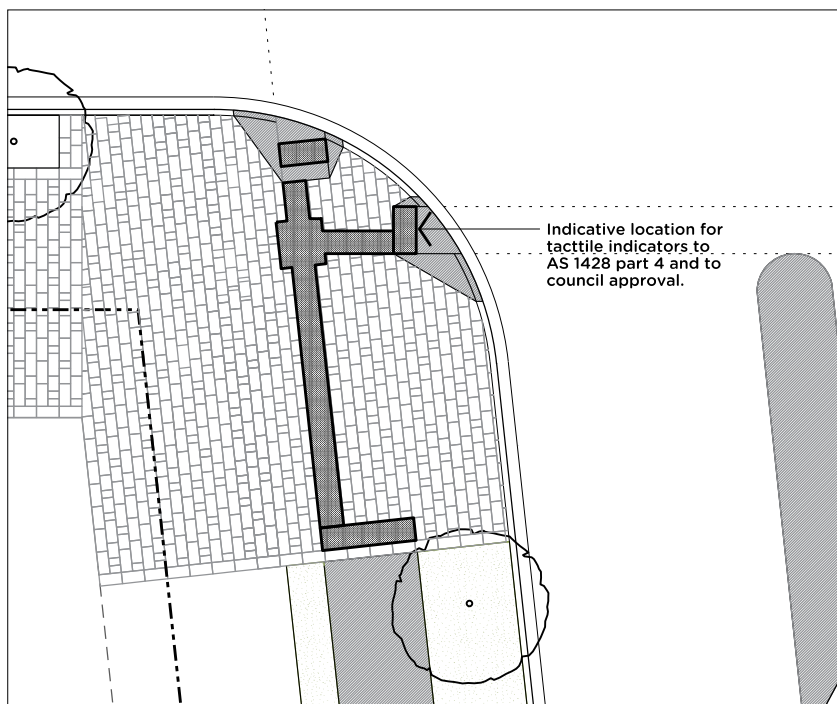 Indicative location for
tacttile indicators to
AS 1428 part 4 and to
council approval.